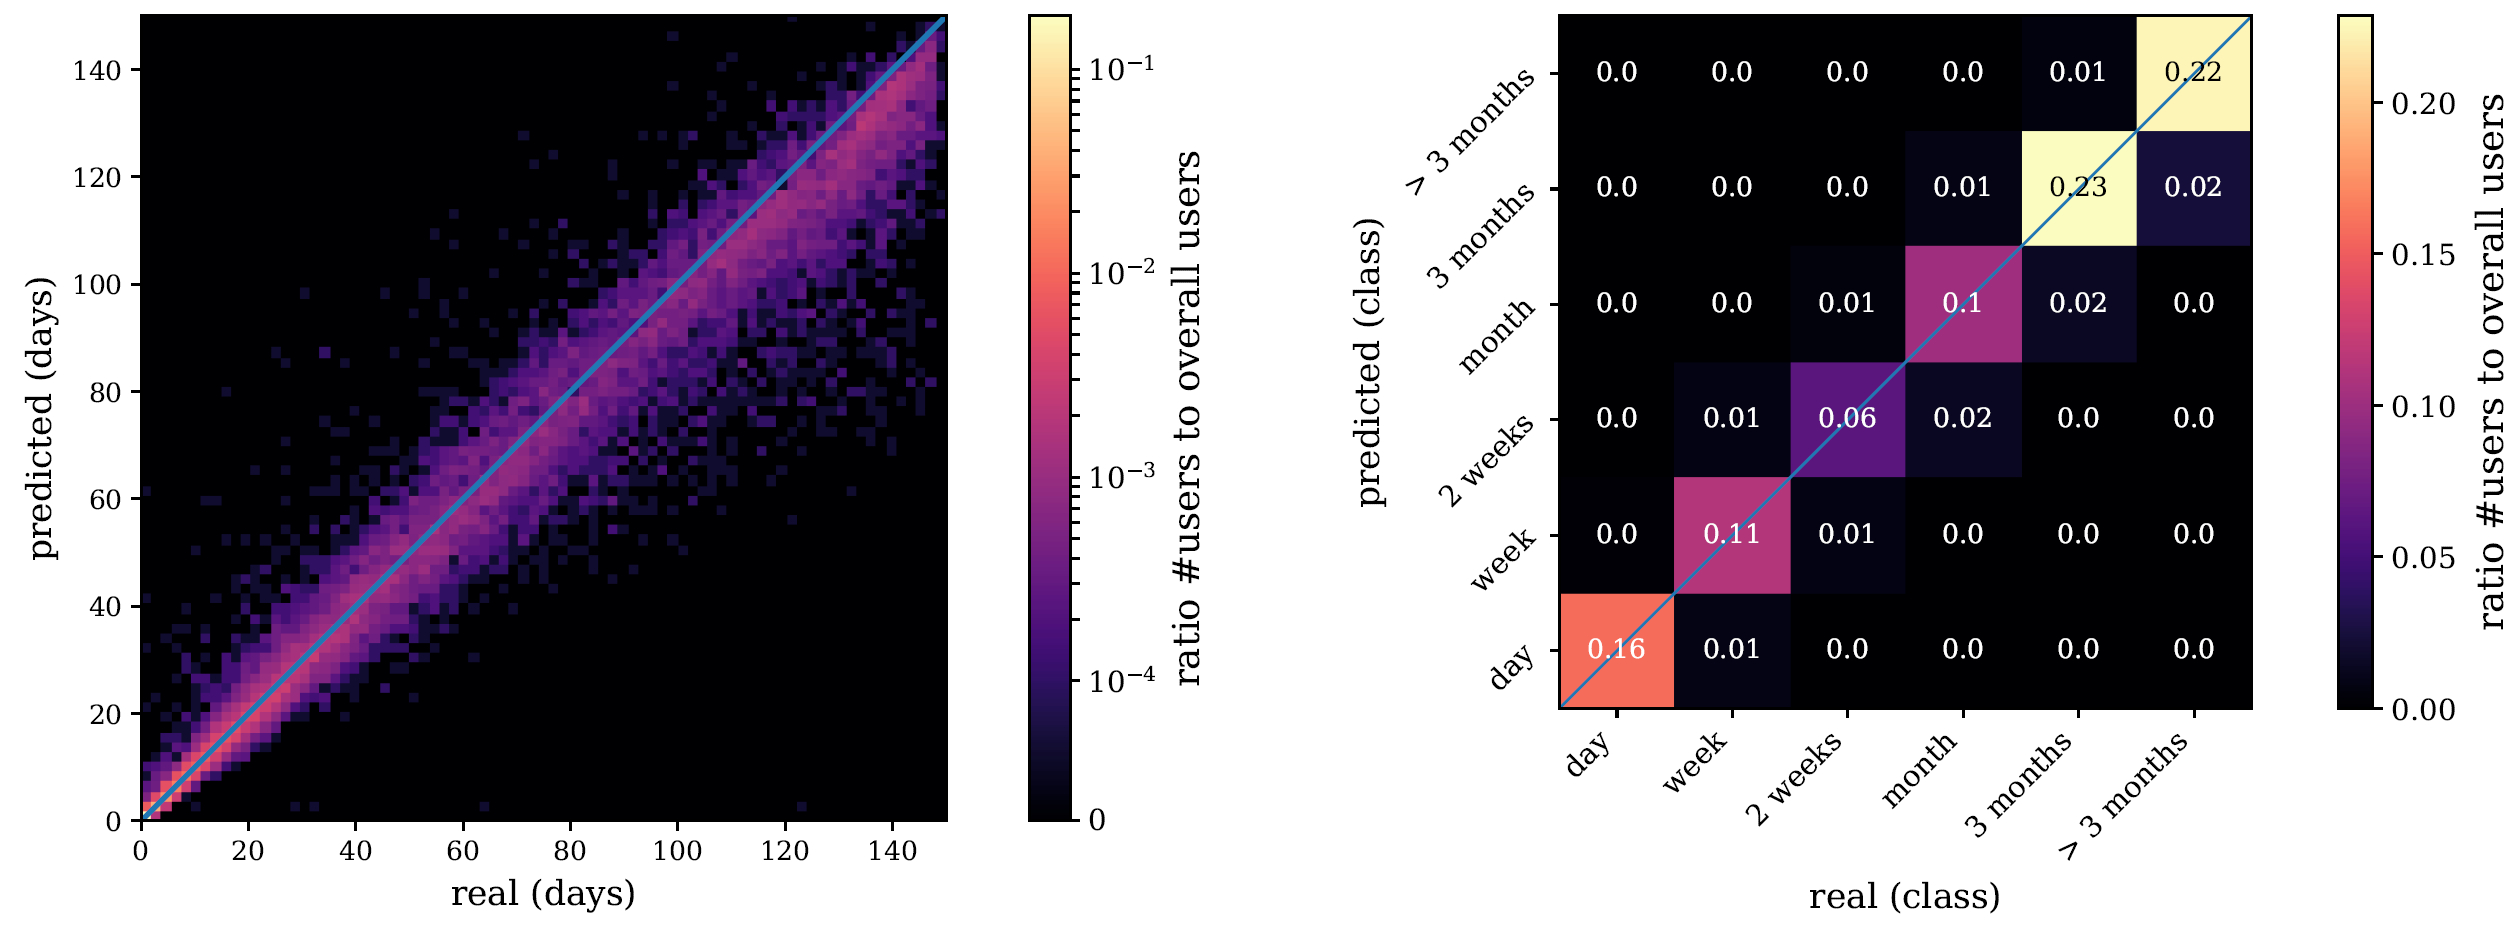 140
120
100
80
60
40
20
0
predicted (days)
0 20 40 60 80 100 120 140
real (days)
10⁻¹
10⁻²
10⁻³
10⁻⁴
0
ratio #users to overall users
predicted (class)
> 3 months
3 months
month
2 weeks
week
day
0.0 0.0 0.0 0.0 0.01 0.22
0.0 0.0 0.0 0.01 0.23 0.02
0.0 0.0 0.01 0.1 0.02 0.0
0.0 0.01 0.06 0.02 0.0 0.0
0.0 0.11 0.01 0.0 0.0 0.0
0.16 0.01 0.0 0.0 0.0 0.0
day week 2 weeks month 3 months > 3 months
real (class)
0.20
0.15
0.10
0.05
0.00
ratio #users to overall users